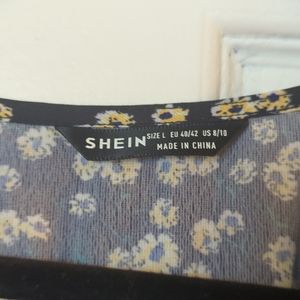 SHEIN
SIZE L EU 40/42 US 8/10
MADE IN CHINA